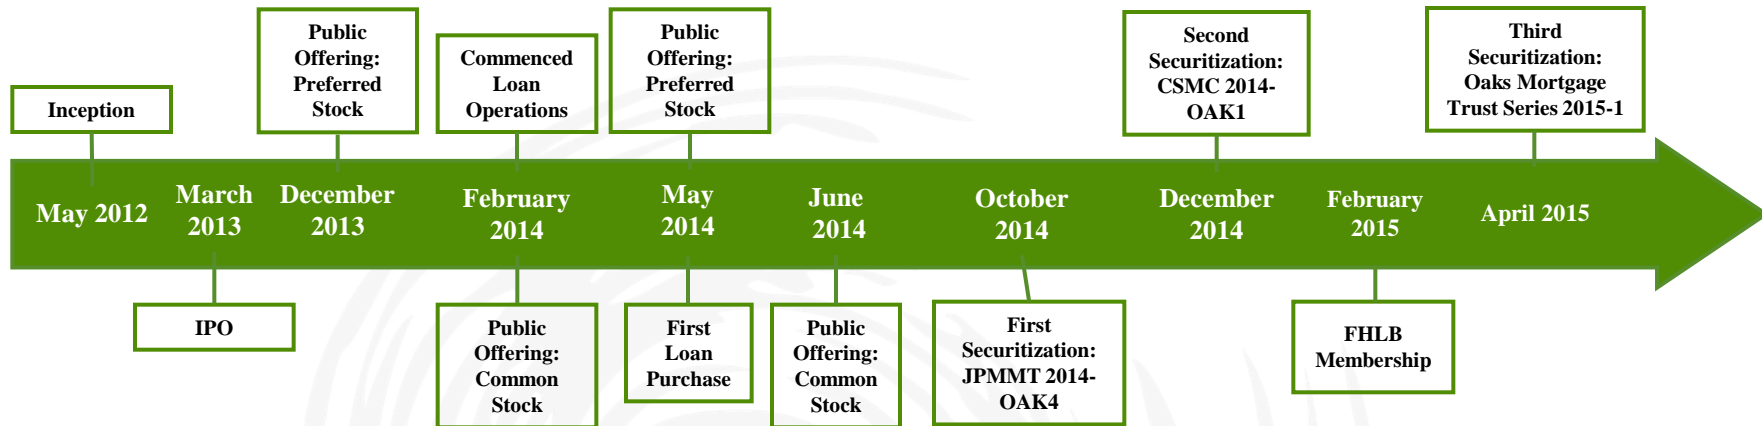 Public
Offering:
Preferred
Stock
Commenced
Loan
Operations
Public
Offering:
Preferred
Stock
Second
Securitization:
CSMC 2014-
OAK1
Third
Securitization:
Oaks Mortgage
Trust Series 2015-1
Inception
May 2012
March
2013
December
2013
February
2014
May
2014
June
2014
October
2014
December
2014
February
2015
April 2015
IPO
Public
Offering:
Common
Stock
First
Loan
Purchase
Public
Offering:
Common
Stock
First
Securitization:
JPMMT 2014-
OAK4
FHLB
Membership